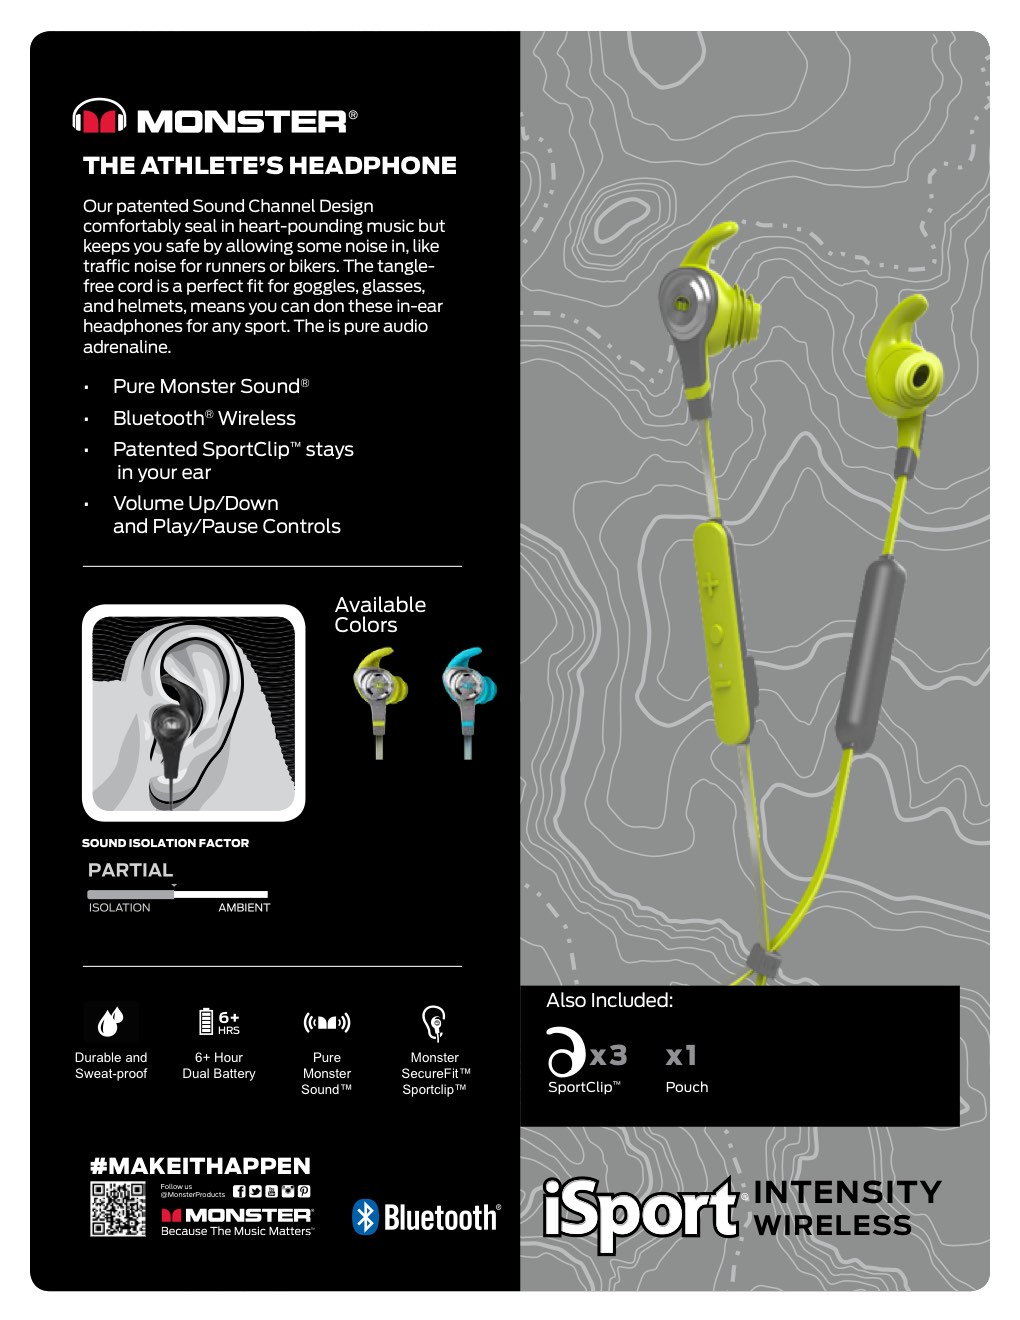 MONSTER®
THE ATHLETE'S HEADPHONE
Our patented Sound Channel Design
comfortably seal in heart-pounding music but
keeps you safe by allowing some noise in, like
traffic noise for runners or bikers. The tangle-
free cord is a perfect fit for goggles, glasses,
and helmets, means you can don these in-ear
headphones for any sport. The is pure audio
adrenaline.
· Pure Monster Sound®
· Bluetooth® Wireless
· Patented SportClip™ stays
in your ear
· Volume Up/Down
and Play/Pause Controls
Available
Colors
SOUND ISOLATION FACTOR
PARTIAL
ISOLATION AMBIENT
6+
HRS
Durable and
Sweat-proof
6+ Hour
Dual Battery
Pure
Monster
Sound™
Monster
SecureFit™
Sportclip™
Also Included:
x3 x1
SportClip™ Pouch
#MAKEITHAPPEN
Follow us
@MonsterProducts
MONSTER®
Because The Music Matters™
Bluetooth®
iSport® INTENSITY
WIRELESS